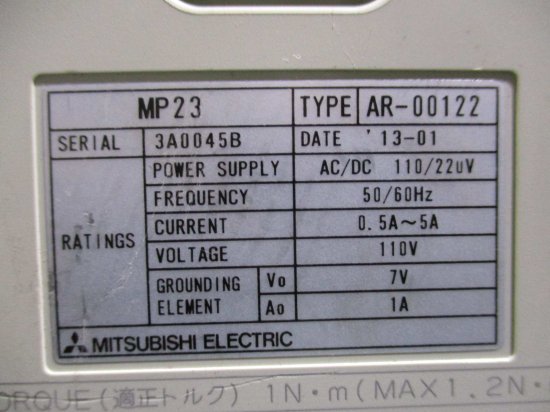 MP23 TYPE AR-00122
SERIAL 3A0045B DATE '13-01
RATINGS
POWER SUPPLY AC/DC 110/22uV
FREQUENCY 50/60Hz
CURRENT 0.5A~5A
VOLTAGE 110V
GROUNDING ELEMENT
Vo 7V
Ao 1A
MITSUBISHI ELECTRIC
ORQUE(適正トルク) 1N・m(MAX1.2N・